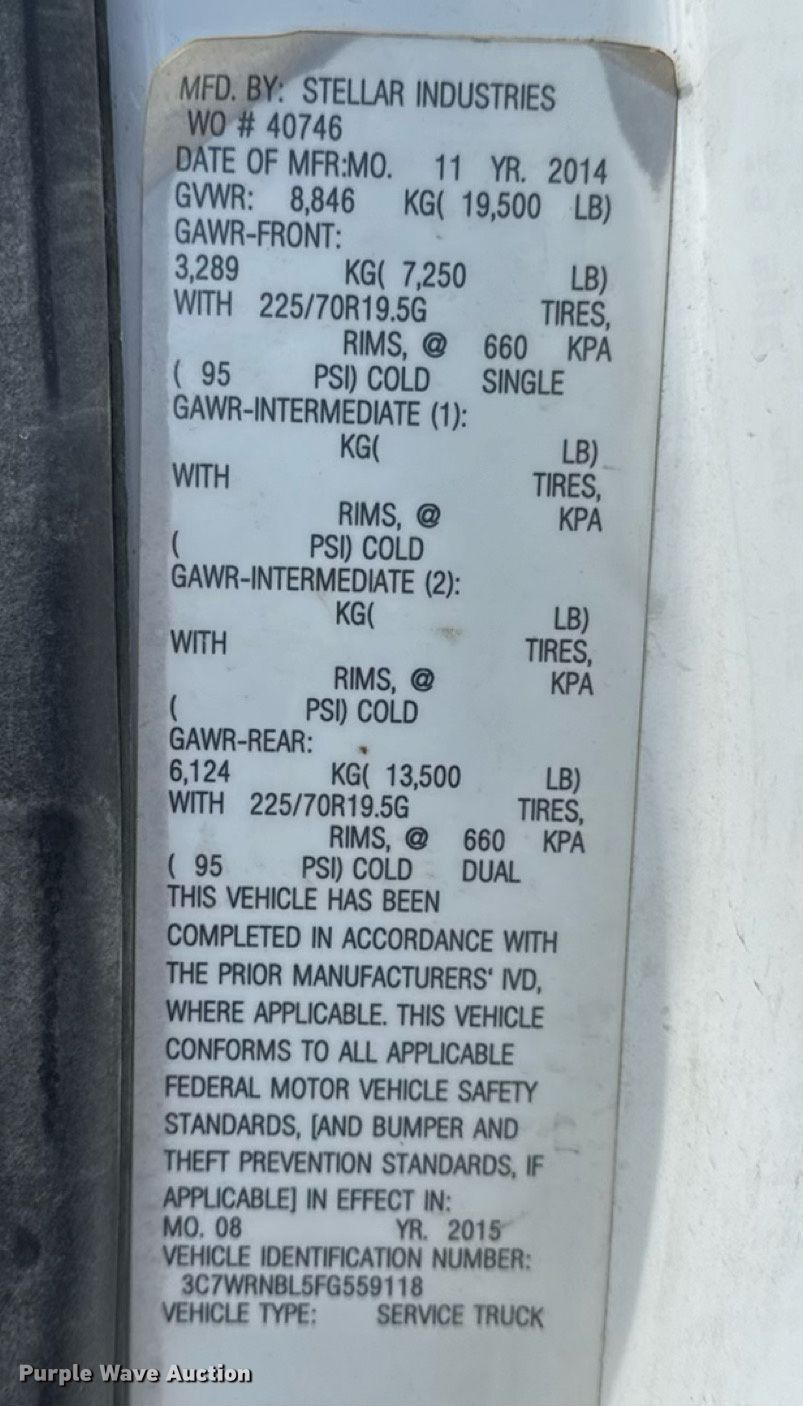 MFD. BY: STELLAR INDUSTRIES
WO # 40746
DATE OF MFR:MO. 11 YR. 2014
GVWR: 8,846 KG( 19,500 LB)
GAWR-FRONT:
3,289 KG( 7,250 LB)
WITH 225/70R19.5G TIRES,
RIMS, @ 660 KPA
( 95 PSI) COLD SINGLE
GAWR-INTERMEDIATE (1):
KG( LB)
WITH TIRES,
RIMS, @ KPA
( PSI) COLD
GAWR-INTERMEDIATE (2):
KG( LB)
WITH TIRES,
RIMS, @ KPA
( PSI) COLD
GAWR-REAR:
6,124 KG( 13,500 LB)
WITH 225/70R19.5G TIRES,
RIMS, @ 660 KPA
( 95 PSI) COLD DUAL
THIS VEHICLE HAS BEEN
COMPLETED IN ACCORDANCE WITH
THE PRIOR MANUFACTURERS' IVD,
WHERE APPLICABLE. THIS VEHICLE
CONFORMS TO ALL APPLICABLE
FEDERAL MOTOR VEHICLE SAFETY
STANDARDS, [AND BUMPER AND
THEFT PREVENTION STANDARDS, IF
APPLICABLE] IN EFFECT IN:
MO. 08 YR. 2015
VEHICLE IDENTIFICATION NUMBER:
3C7WRNBL5FG559118
VEHICLE TYPE: SERVICE TRUCK
Purple Wave Auction